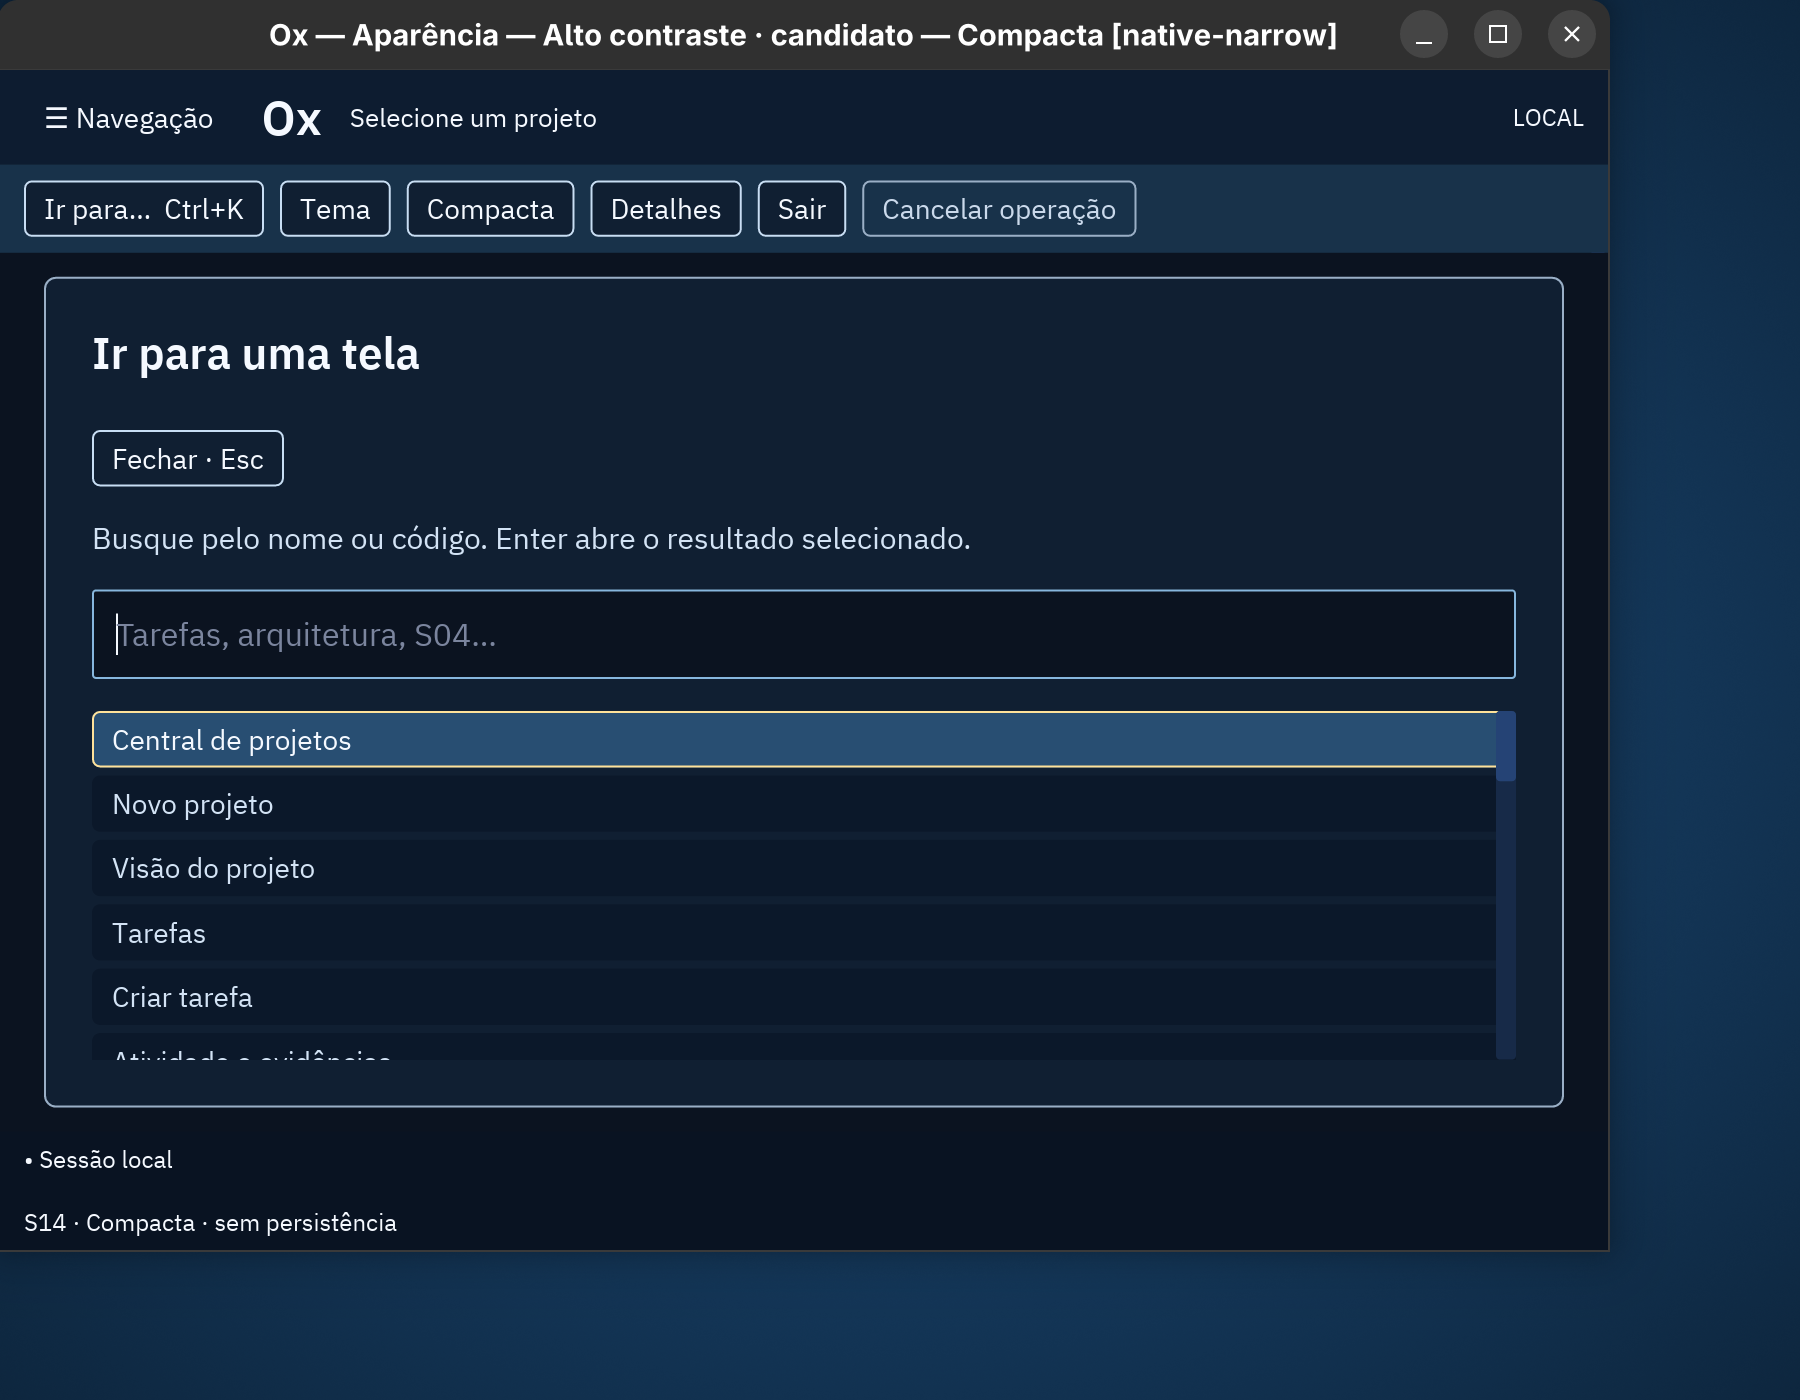 Ox — Aparência — Alto contraste · candidato — Compacta [native-narrow]
☰ Navegação Ox Selecione um projeto LOCAL
Ir para... Ctrl+K Tema Compacta Detalhes Sair Cancelar operação
Ir para uma tela
Fechar · Esc
Busque pelo nome ou código. Enter abre o resultado selecionado.
Tarefas, arquitetura, S04...
Central de projetos
Novo projeto
Visão do projeto
Tarefas
Criar tarefa
Atividade e evidências
• Sessão local
S14 · Compacta · sem persistência